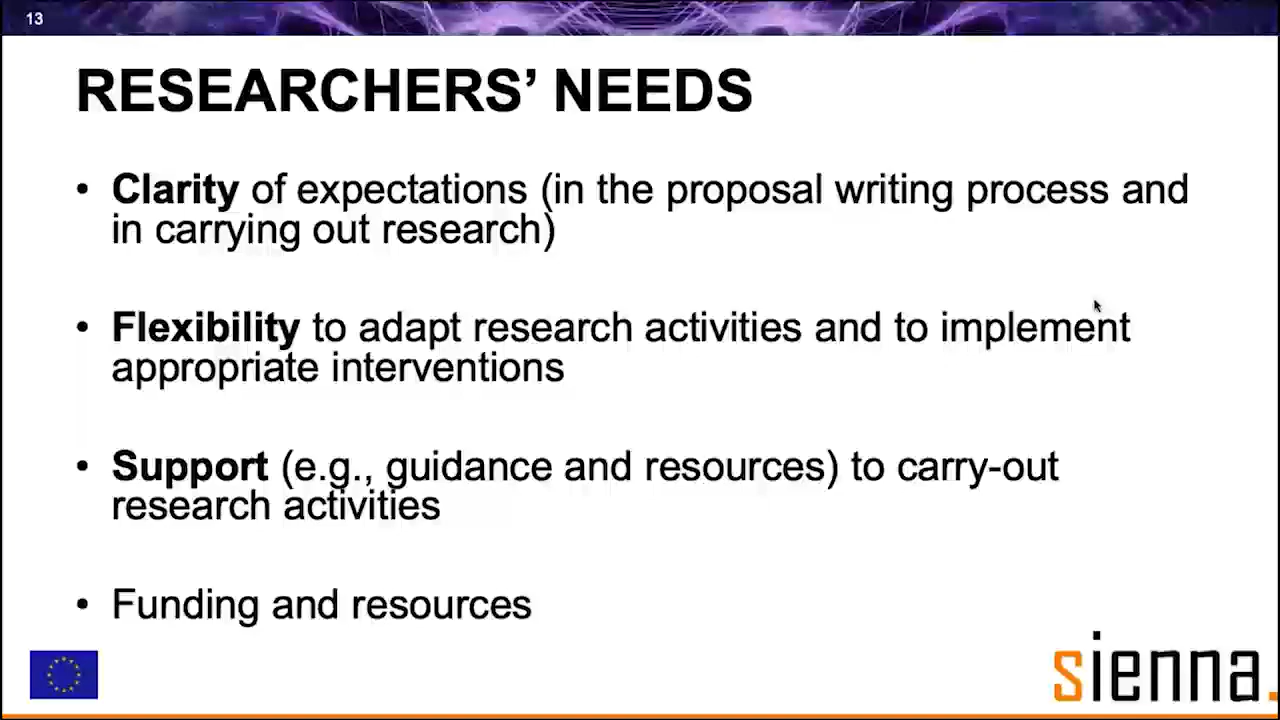 13
RESEARCHERS’ NEEDS
• Clarity of expectations (in the proposal writing process and
in carrying out research)
• Flexibility to adapt research activities and to implement
appropriate interventions
• Support (e.g., guidance and resources) to carry-out
research activities
• Funding and resources
sienna.